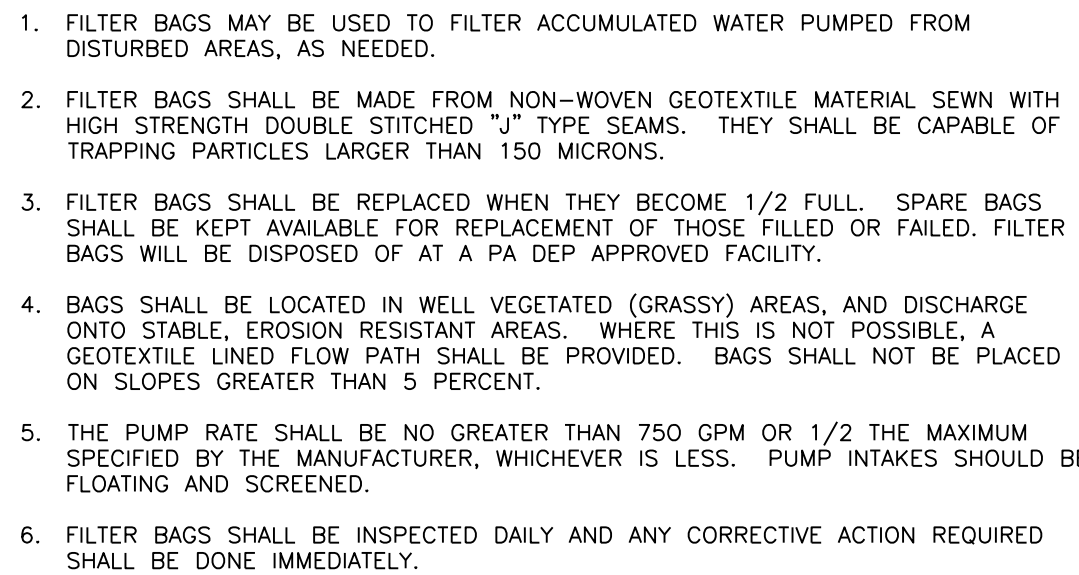 1. FILTER BAGS MAY BE USED TO FILTER ACCUMULATED WATER PUMPED FROM
DISTURBED AREAS, AS NEEDED.
2. FILTER BAGS SHALL BE MADE FROM NON-WOVEN GEOTEXTILE MATERIAL SEWN WITH
HIGH STRENGTH DOUBLE STITCHED "J" TYPE SEAMS. THEY SHALL BE CAPABLE OF
TRAPPING PARTICLES LARGER THAN 150 MICRONS.
3. FILTER BAGS SHALL BE REPLACED WHEN THEY BECOME 1/2 FULL. SPARE BAGS
SHALL BE KEPT AVAILABLE FOR REPLACEMENT OF THOSE FILLED OR FAILED. FILTER
BAGS WILL BE DISPOSED OF AT A PA DEP APPROVED FACILITY.
4. BAGS SHALL BE LOCATED IN WELL VEGETATED (GRASSY) AREAS, AND DISCHARGE
ONTO STABLE, EROSION RESISTANT AREAS. WHERE THIS IS NOT POSSIBLE, A
GEOTEXTILE LINED FLOW PATH SHALL BE PROVIDED. BAGS SHALL NOT BE PLACED
ON SLOPES GREATER THAN 5 PERCENT.
5. THE PUMP RATE SHALL BE NO GREATER THAN 750 GPM OR 1/2 THE MAXIMUM
SPECIFIED BY THE MANUFACTURER, WHICHEVER IS LESS. PUMP INTAKES SHOULD BE
FLOATING AND SCREENED.
6. FILTER BAGS SHALL BE INSPECTED DAILY AND ANY CORRECTIVE ACTION REQUIRED
SHALL BE DONE IMMEDIATELY.